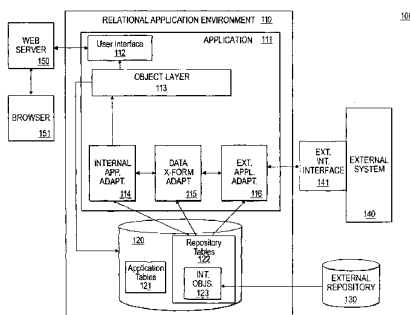 RELATIONAL APPLICATION ENVIRONMENT 110
APPLICATION 111
WEB
SERVER
150
User Interface
112
OBJECT LAYER
113
BROWSER
151
INTERNAL
APP.
ADAPT.
114
DATA
X-FORM
ADAPT
115
EXT.
APPL.
ADAPT.
116
EXT.
INT.
INTERFACE
141
EXTERNAL
SYSTEM
140
120
Repository
Tables
122
Application
Tables
121
INT.
OBJS.
123
EXTERNAL
REPOSITORY
130